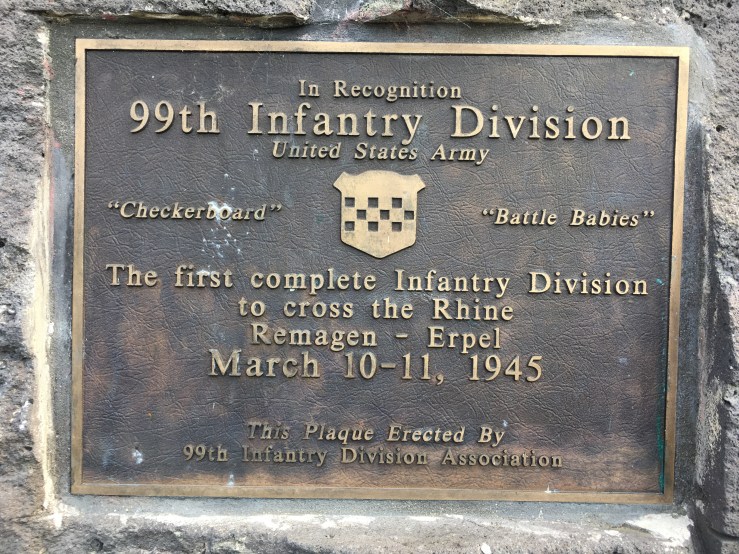 In Recognition
99th Infantry Division
United States Army
"Checkerboard" "Battle Babies"
The first complete Infantry Division
to cross the Rhine
Remagen - Erpel
March 10-11, 1945
This Plaque Erected By
99th Infantry Division Association